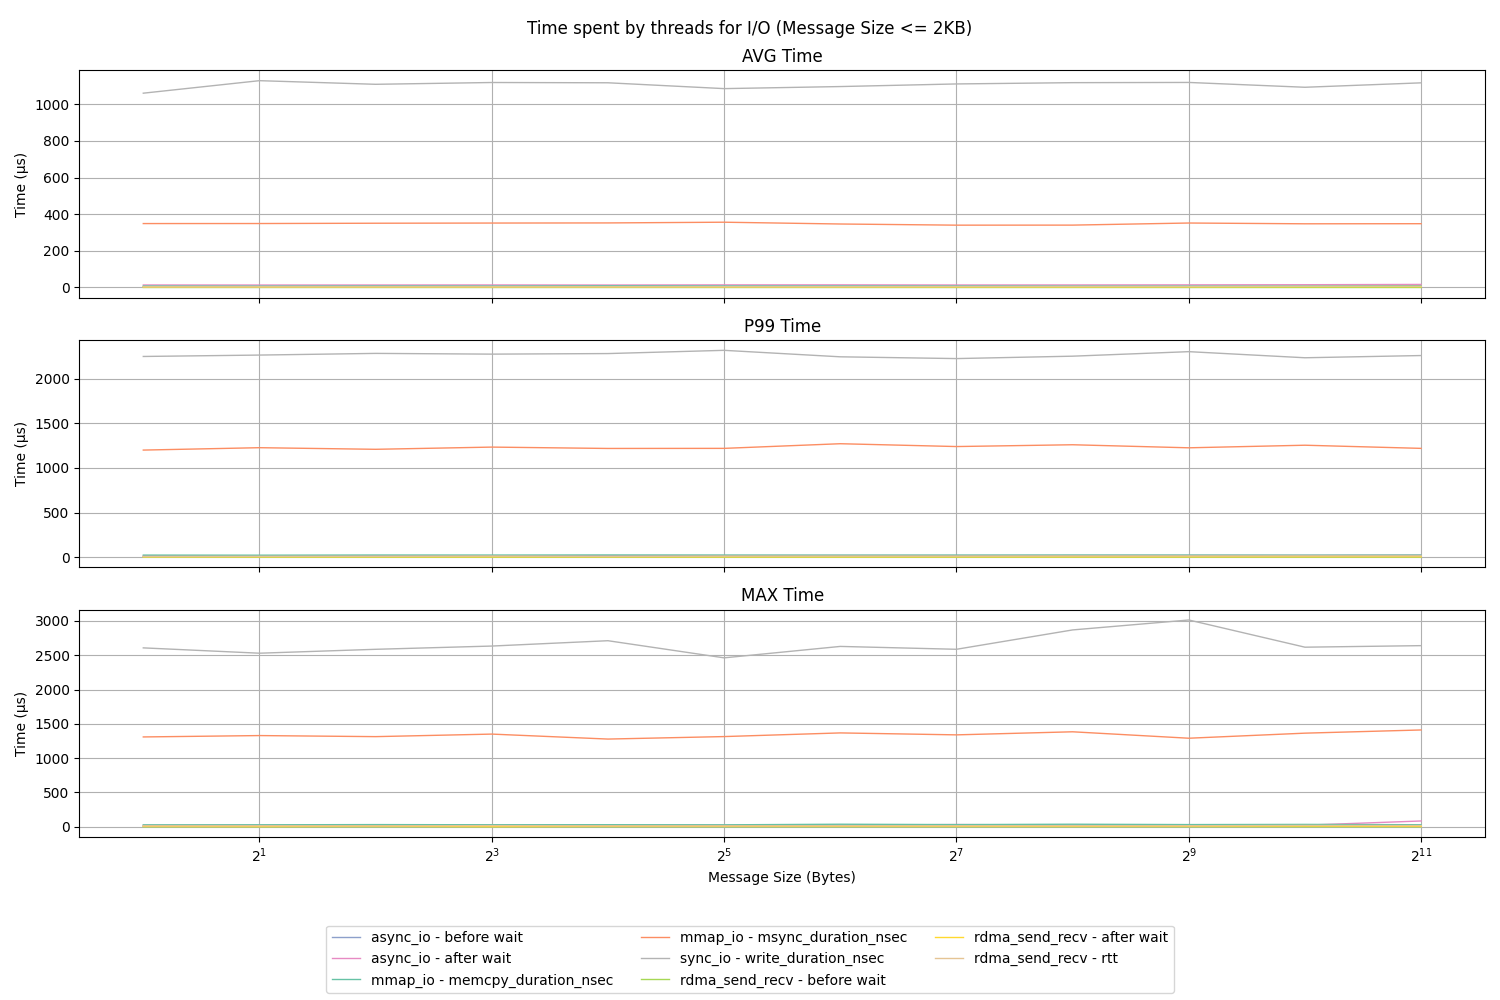 Time spent by threads for I/O (Message Size <= 2KB)
AVG Time
1000
800
600
400
200
0
Time (µs)
P99 Time
2000
1500
1000
500
0
Time (µs)
MAX Time
3000
2500
2000
1500
1000
500
0
Time (µs)
2^1 2^3 2^5 2^7 2^9 2^11
Message Size (Bytes)
async_io - before wait
async_io - after wait
mmap_io - memcpy_duration_nsec
mmap_io - msync_duration_nsec
sync_io - write_duration_nsec
rdma_send_recv - before wait
rdma_send_recv - after wait
rdma_send_recv - rtt